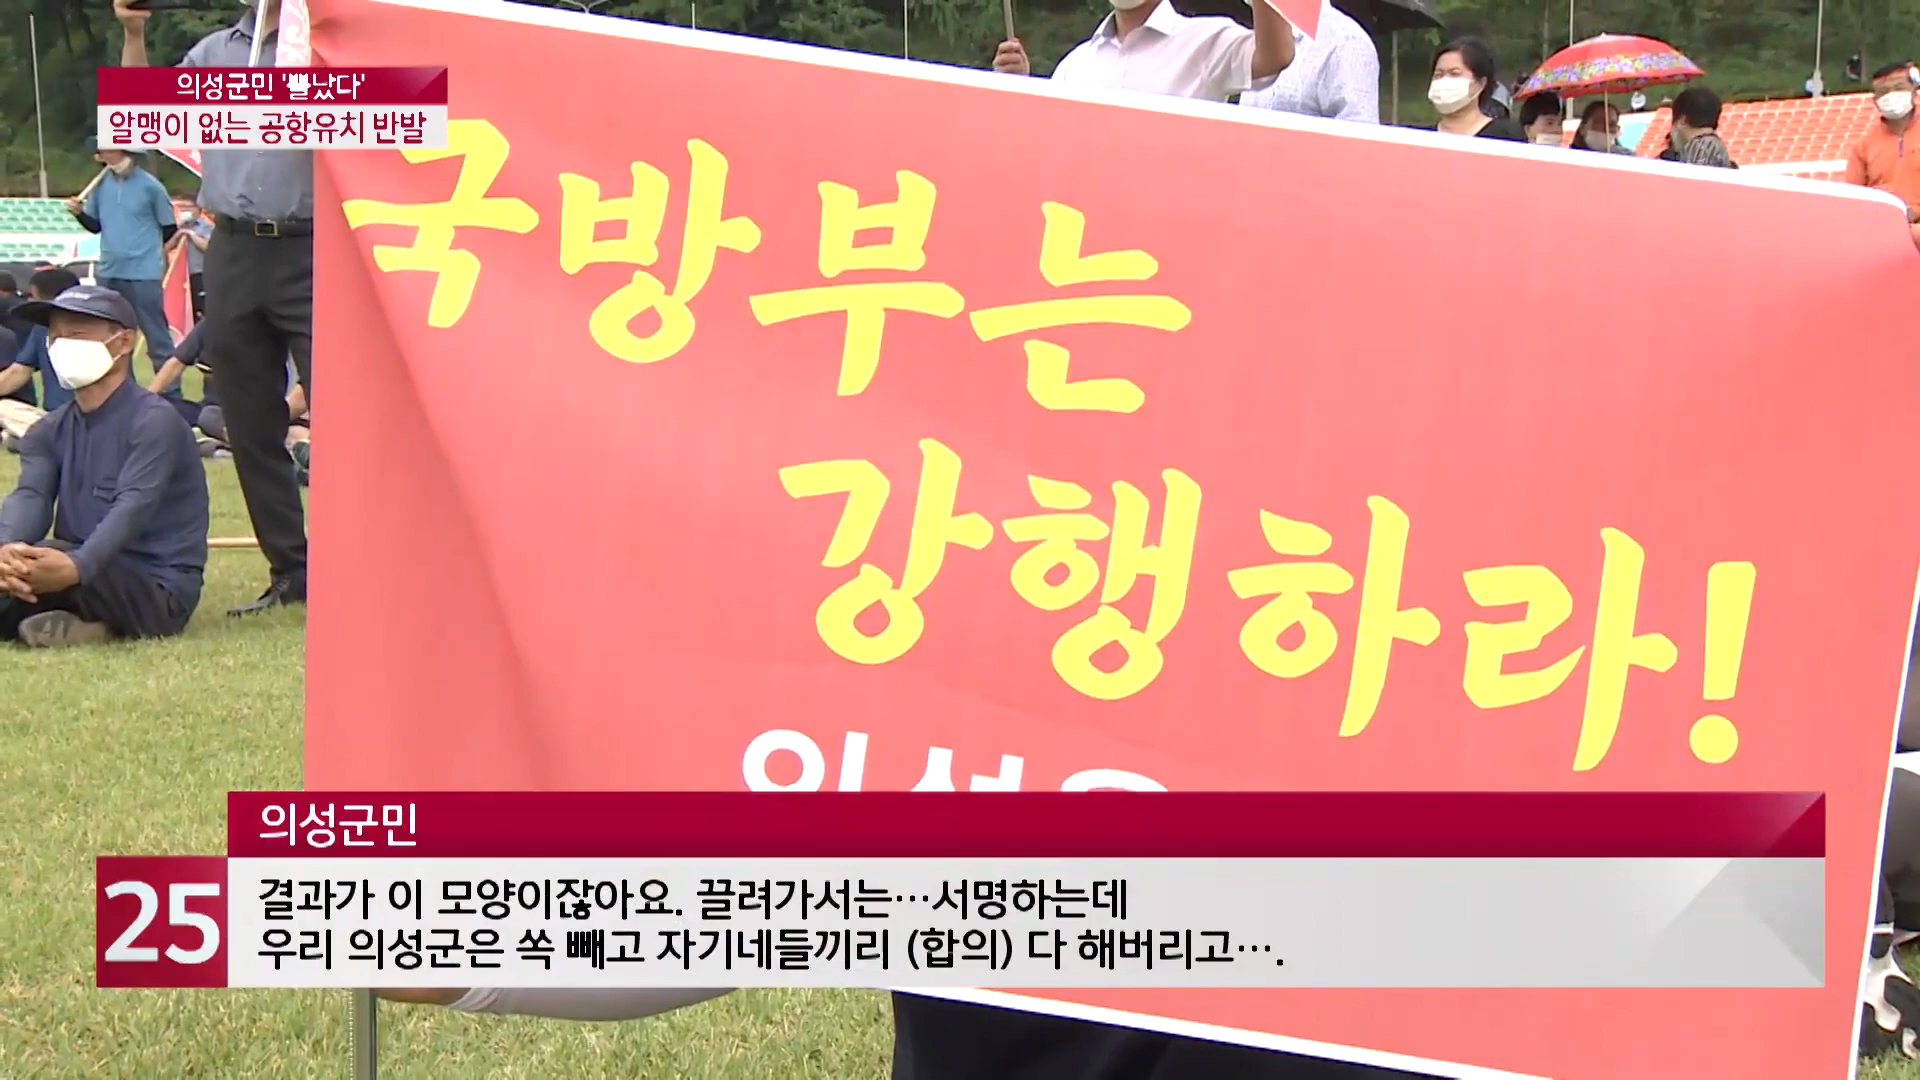 의성군민 '뿔났다'
알맹이 없는 공항유치 반발
국방부는
강행하라!
의성군민
25
결과가 이 모양이잖아요. 끌려가서는…서명하는데
우리 의성군은 쏙 빼고 자기네들끼리 (합의) 다 해버리고….